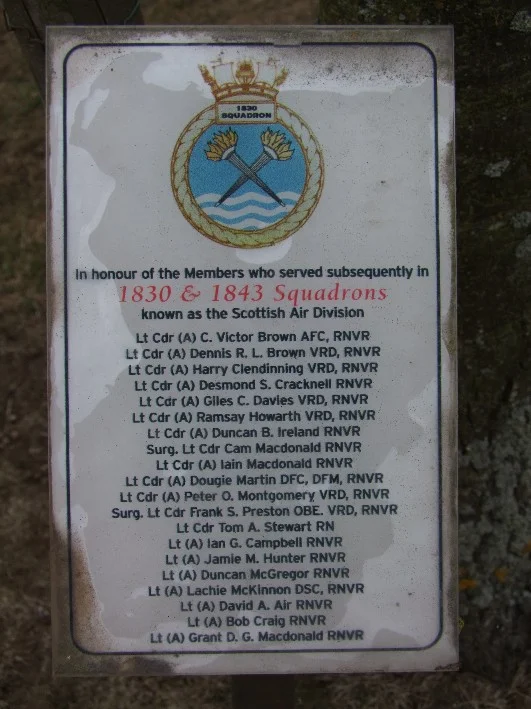 1830
SQUADRON
In honour of the Members who served subsequently in
1830 & 1843 Squadrons
known as the Scottish Air Division
Lt Cdr (A) C. Victor Brown AFC, RNVR
Lt Cdr (A) Dennis R. L. Brown VRD, RNVR
Lt Cdr (A) Harry Clendinning VRD, RNVR
Lt Cdr (A) Desmond S. Cracknell RNVR
Lt Cdr (A) Giles C. Davies VRD, RNVR
Lt Cdr (A) Ramsay Howarth VRD, RNVR
Lt Cdr (A) Duncan B. Ireland RNVR
Surg. Lt Cdr Cam Macdonald RNVR
Lt Cdr (A) Iain Macdonald RNVR
Lt Cdr (A) Dougie Martin DFC, DFM, RNVR
Lt Cdr (A) Peter O. Montgomery VRD, RNVR
Surg. Lt Cdr Frank S. Preston OBE. VRD, RNVR
Lt Cdr Tom A. Stewart RN
Lt (A) Ian G. Campbell RNVR
Lt (A) Jamie M. Hunter RNVR
Lt (A) Duncan McGregor RNVR
Lt (A) Lachie McKinnon DSC, RNVR
Lt (A) David A. Air RNVR
Lt (A) Bob Craig RNVR
Lt (A) Grant D. G. Macdonald RNVR